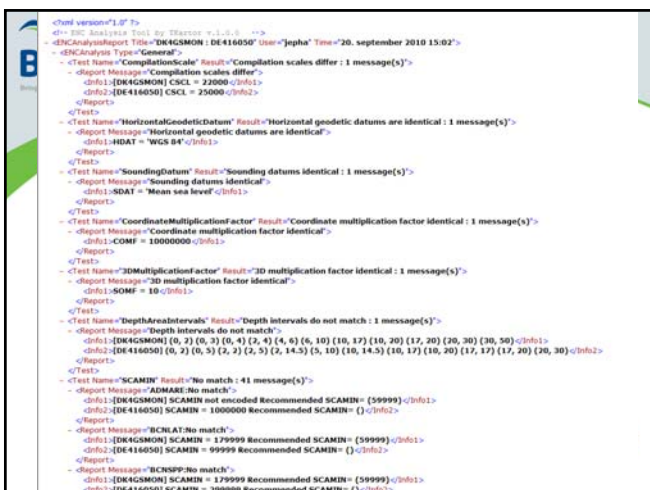 <?xml version="1.0" ?>
<!-- ENC Analysis Tool by TKartor v.1.0.0 -->
- <ENCAnalysisReport Title="DK4GSMON : DE416050" User="jepha" Time="20. september 2010 15:02">
- <ENCAnalysis Type="General">
- <Test Name="CompilationScale" Result="Compilation scales differ : 1 message(s)">
- <Report Message="Compilation scales differ">
<Info1>[DK4GSMON] CSCL = 22000</Info1>
<Info2>[DE416050] CSCL = 25000</Info2>
</Report>
</Test>
- <Test Name="HorizontalGeodeticDatum" Result="Horizontal geodetic datums are identical : 1 message(s)">
- <Report Message="Horizontal geodetic datums are identical">
<Info1>HDAT = 'WGS 84'</Info1>
</Report>
</Test>
- <Test Name="SoundingDatum" Result="Sounding datums identical : 1 message(s)">
- <Report Message="Sounding datums identical">
<Info1>SDAT = 'Mean sea level'</Info1>
</Report>
</Test>
- <Test Name="CoordinateMultiplicationFactor" Result="Coordinate multiplication factor identical : 1 message(s)">
- <Report Message="Coordinate multiplication factor identical">
<Info1>COMF = 10000000</Info1>
</Report>
</Test>
- <Test Name="3DMultiplicationFactor" Result="3D multiplication factor identical : 1 message(s)">
- <Report Message="3D multiplication factor identical">
<Info1>SOMF = 10</Info1>
</Report>
</Test>
- <Test Name="DepthAreaIntervals" Result="Depth intervals do not match : 1 message(s)">
- <Report Message="Depth intervals do not match">
<Info1>[DK4GSMON] (0, 2) (0, 3) (0, 4) (2, 4) (4, 6) (6, 10) (10, 17) (10, 20) (17, 20) (20, 30) (30, 50)</Info1>
<Info2>[DE416050] (0, 2) (0, 5) (2, 2) (2, 5) (2, 14.5) (5, 10) (10, 14.5) (10, 17) (10, 20) (17, 17) (17, 20) (20, 30)</Info2>
</Report>
</Test>
- <Test Name="SCAMIN" Result="No match : 41 message(s)">
- <Report Message="ADMARE:No match">
<Info1>[DK4GSMON] SCAMIN not encoded Recommended SCAMIN= {59999}</Info1>
<Info2>[DE416050] SCAMIN = 1000000 Recommended SCAMIN= {}</Info2>
</Report>
- <Report Message="BCNLAT:No match">
<Info1>[DK4GSMON] SCAMIN = 179999 Recommended SCAMIN= {59999}</Info1>
<Info2>[DE416050] SCAMIN = 99999 Recommended SCAMIN= {}</Info2>
</Report>
- <Report Message="BCNSPP:No match">
<Info1>[DK4GSMON] SCAMIN = 179999 Recommended SCAMIN= {59999}</Info1>